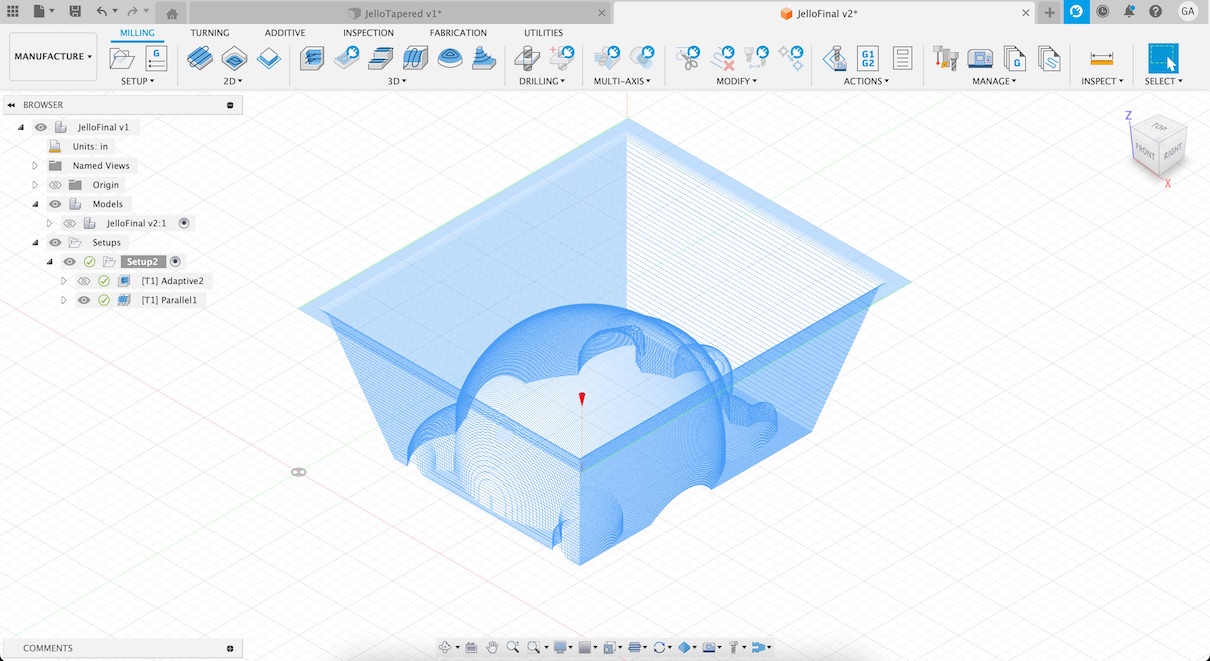 JelloTapered v1*
JelloFinal v2*
GA
MANUFACTURE
MILLING
TURNING
ADDITIVE
INSPECTION
FABRICATION
UTILITIES
G
G1
G2
G
SETUP
2D
3D
DRILLING
MULTI-AXIS
MODIFY
ACTIONS
MANAGE
INSPECT
SELECT
BROWSER
JelloFinal v1
Units: in
Named Views
Origin
Models
JelloFinal v2:1
Setups
Setup2
[T1] Adaptive2
[T1] Parallel1
Z
TOP
FRONT
RIGHT
X
COMMENTS